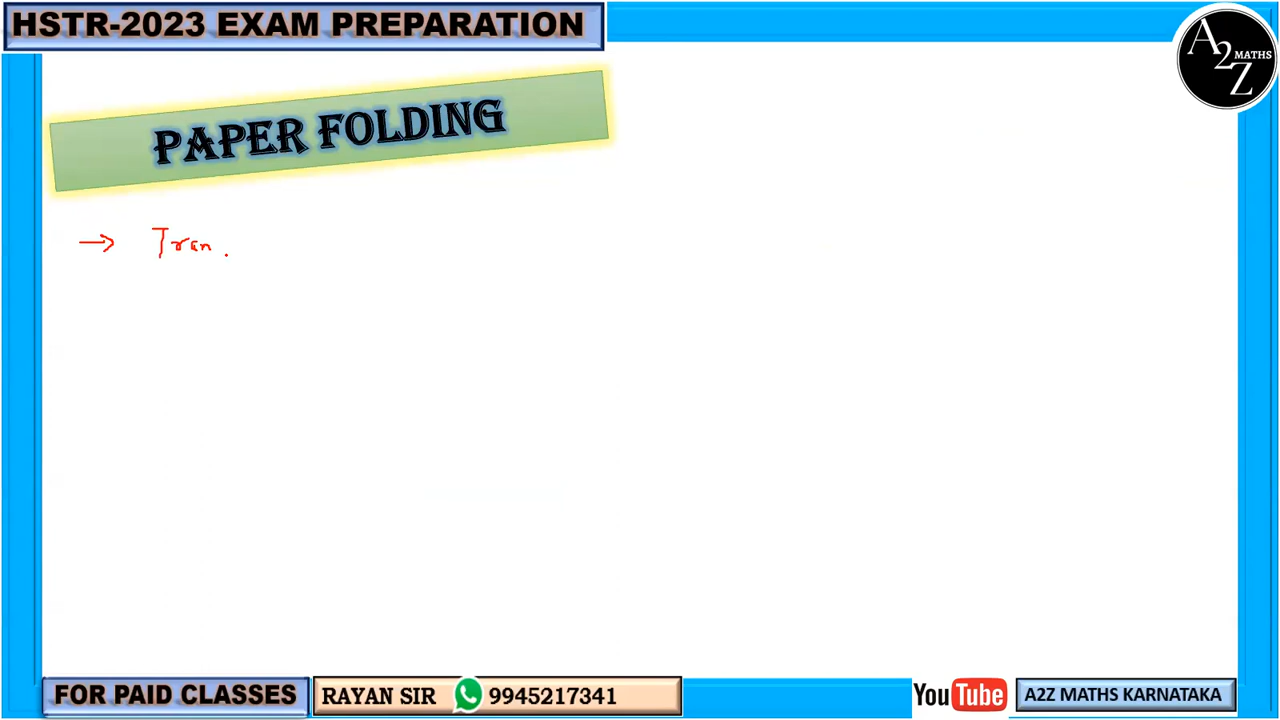 HSTR-2023 EXAM PREPARATION
A2Z MATHS
PAPER FOLDING
→ Tran.
FOR PAID CLASSES
RAYAN SIR 9945217341
YouTube
A2Z MATHS KARNATAKA